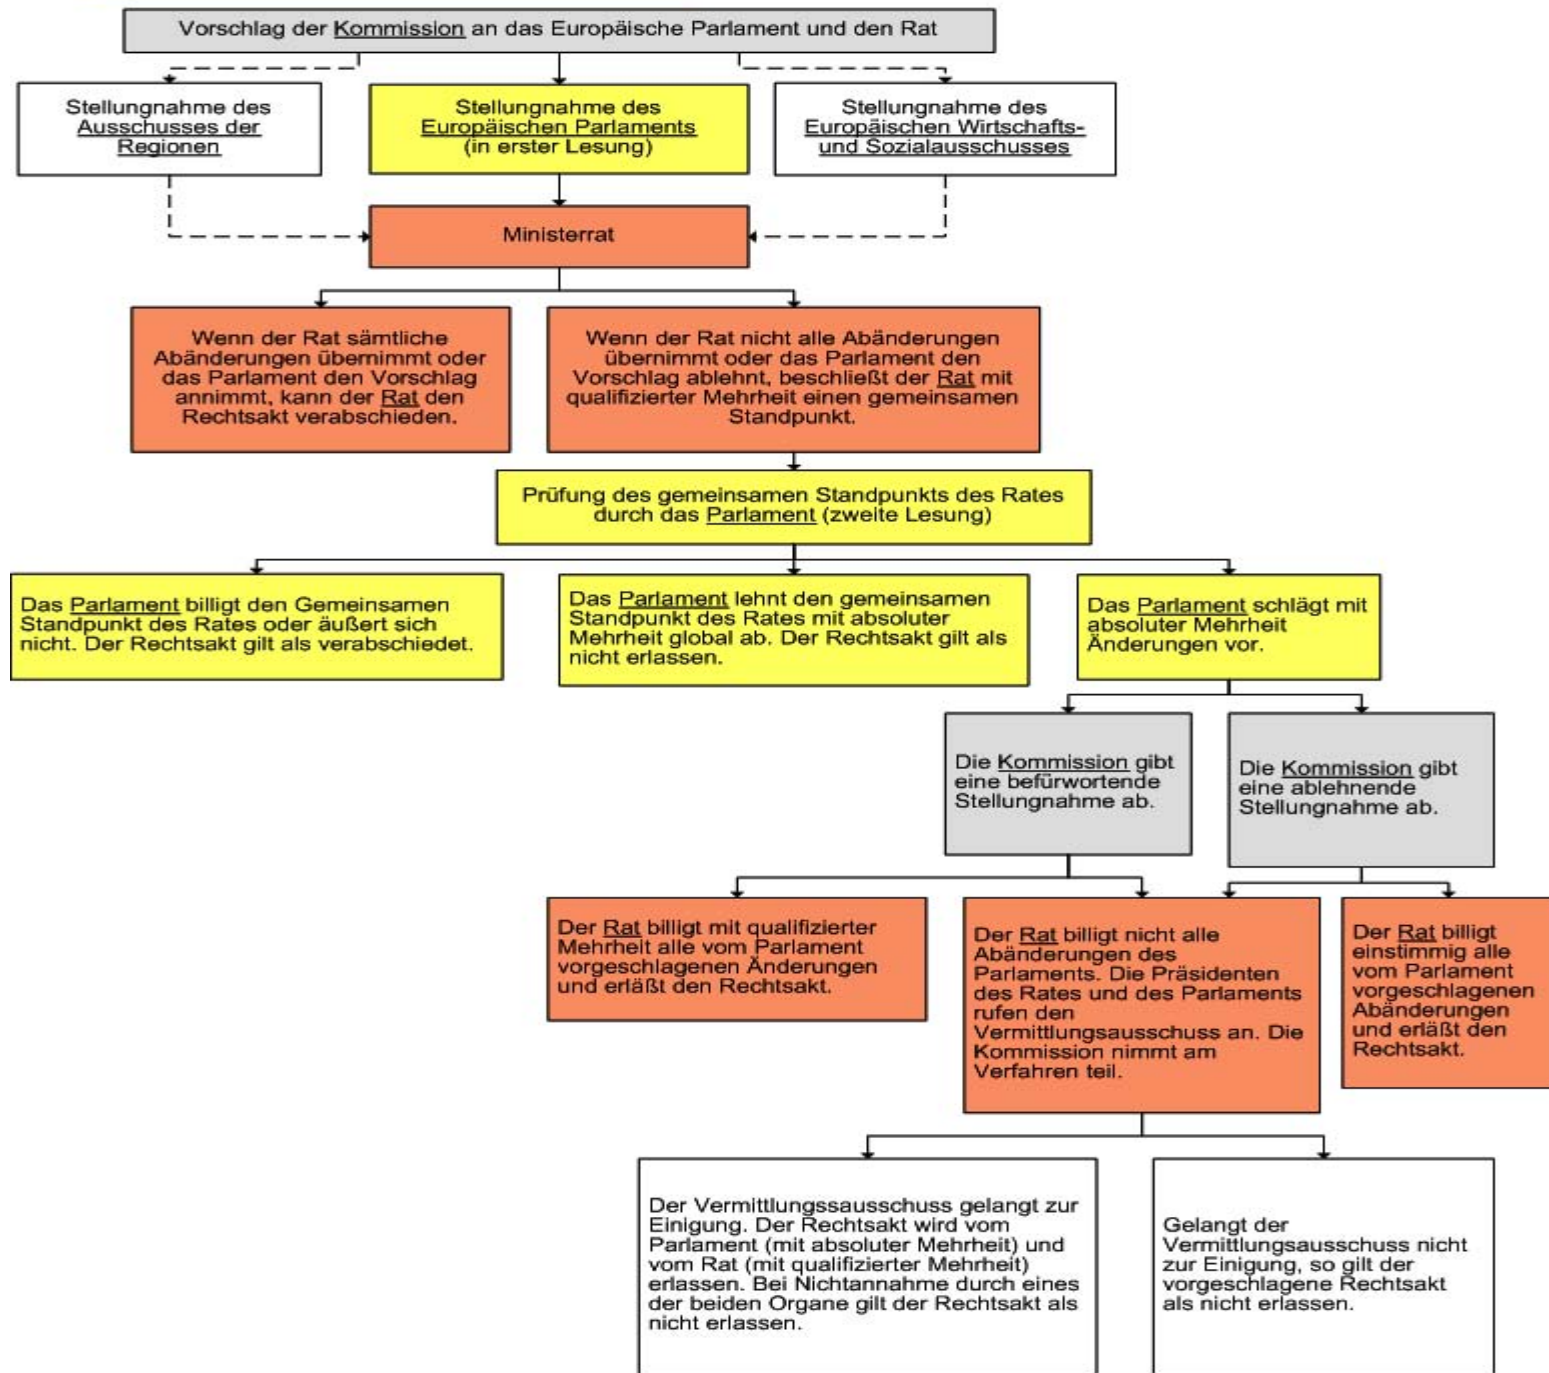 Vorschlag der Kommission an das Europäische Parlament und den Rat
Stellungnahme des
Ausschusses der
Regionen
Stellungnahme des
Europäischen Parlaments
(in erster Lesung)
Stellungnahme des
Europäischen Wirtschafts-
und Sozialausschusses
Ministerrat
Wenn der Rat sämtliche
Abänderungen übernimmt oder
das Parlament den Vorschlag
annimmt, kann der Rat den
Rechtsakt verabschieden.
Wenn der Rat nicht alle Abänderungen
übernimmt oder das Parlament den
Vorschlag ablehnt, beschließt der Rat mit
qualifizierter Mehrheit einen gemeinsamen
Standpunkt.
Prüfung des gemeinsamen Standpunkts des Rates
durch das Parlament (zweite Lesung)
Das Parlament billigt den Gemeinsamen
Standpunkt des Rates oder äußert sich
nicht. Der Rechtsakt gilt als verabschiedet.
Das Parlament lehnt den gemeinsamen
Standpunkt des Rates mit absoluter
Mehrheit global ab. Der Rechtsakt gilt als
nicht erlassen.
Das Parlament schlägt mit
absoluter Mehrheit
Änderungen vor.
Die Kommission gibt
eine befürwortende
Stellungnahme ab.
Die Kommission gibt
eine ablehnende
Stellungnahme ab.
Der Rat billigt mit qualifizierter
Mehrheit alle vom Parlament
vorgeschlagenen Änderungen
und erläßt den Rechtsakt.
Der Rat billigt nicht alle
Abänderungen des
Parlaments. Die Präsidenten
des Rates und des Parlaments
rufen den
Vermittlungsausschuss an. Die
Kommission nimmt am
Verfahren teil.
Der Rat billigt
einstimmig alle
vom Parlament
vorgeschlagenen
Abänderungen
und erläßt den
Rechtsakt.
Der Vermittlungssausschuss gelangt zur
Einigung. Der Rechtsakt wird vom
Parlament (mit absoluter Mehrheit) und
vom Rat (mit qualifizierter Mehrheit)
erlassen. Bei Nichtannahme durch eines
der beiden Organe gilt der Rechtsakt als
nicht erlassen.
Gelangt der
Vermittlungsausschuss nicht
zur Einigung, so gilt der
vorgeschlagene Rechtsakt
als nicht erlassen.